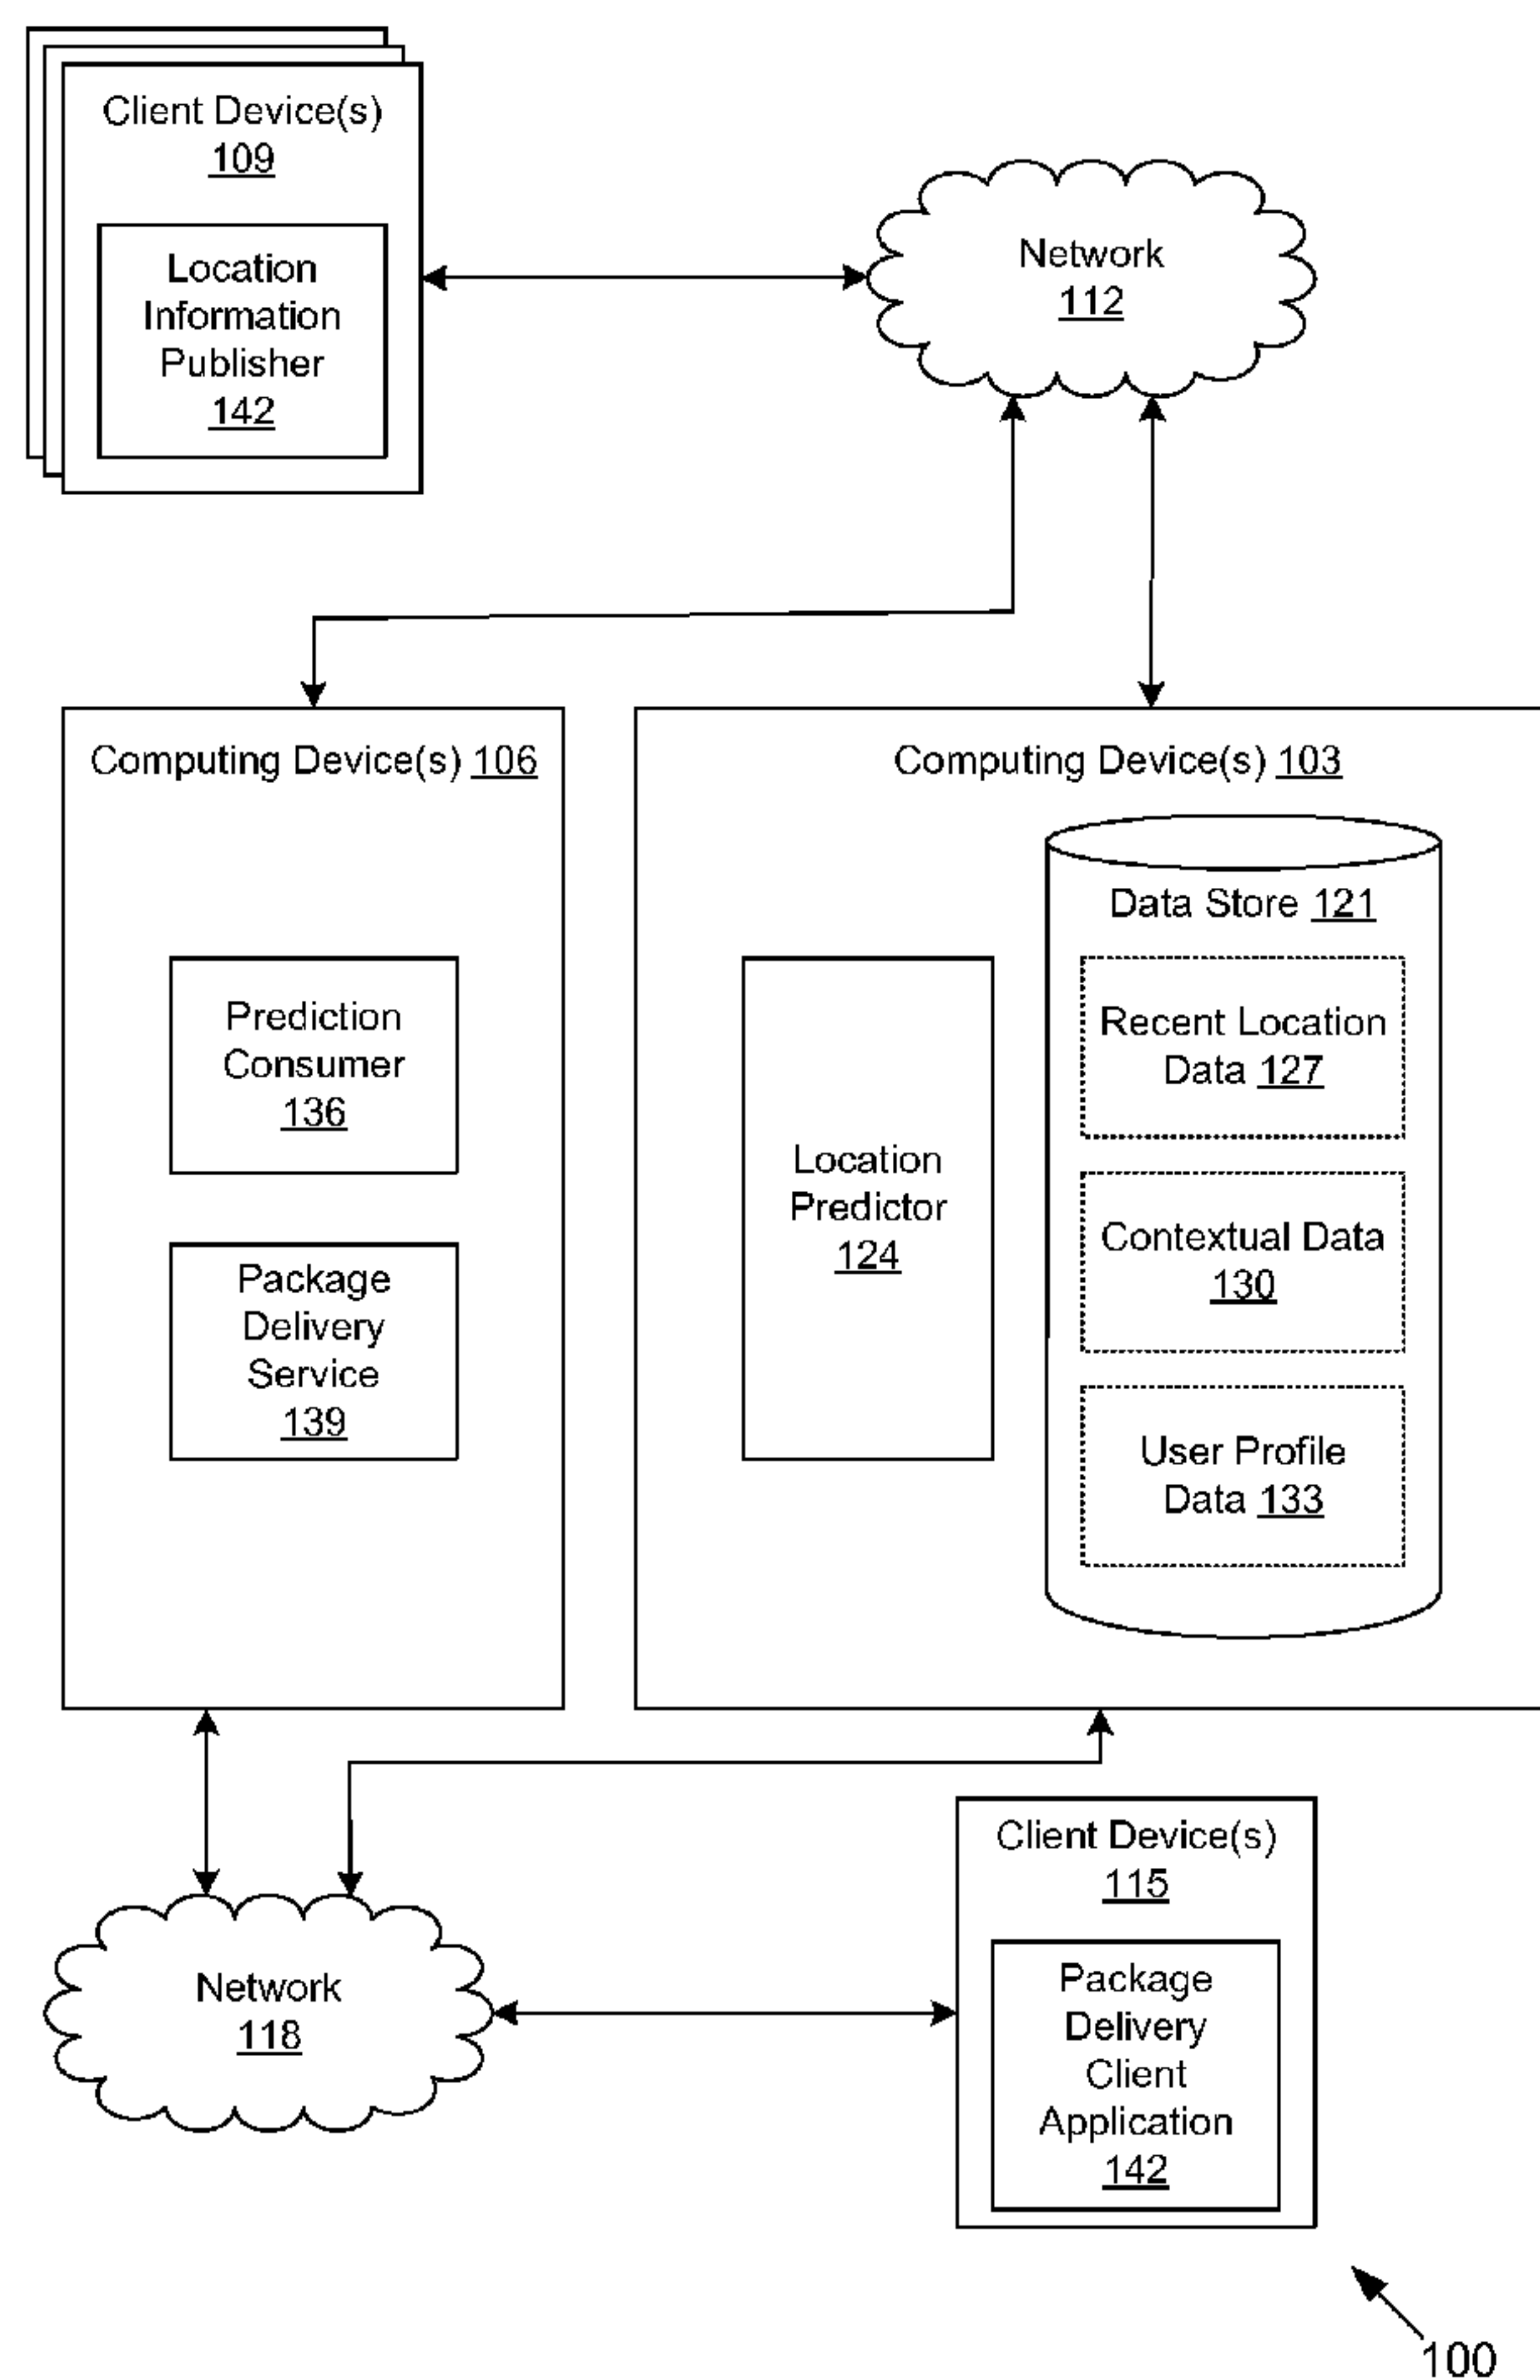 Client Device(s)
109
Location
Information
Publisher
142
Network
112
Computing Device(s) 106
Prediction
Consumer
136
Package
Delivery
Service
139
Computing Device(s) 103
Location
Predictor
124
Data Store 121
Recent Location
Data 127
Contextual Data
130
User Profile
Data 133
Network
118
Client Device(s)
115
Package
Delivery
Client
Application
142
100